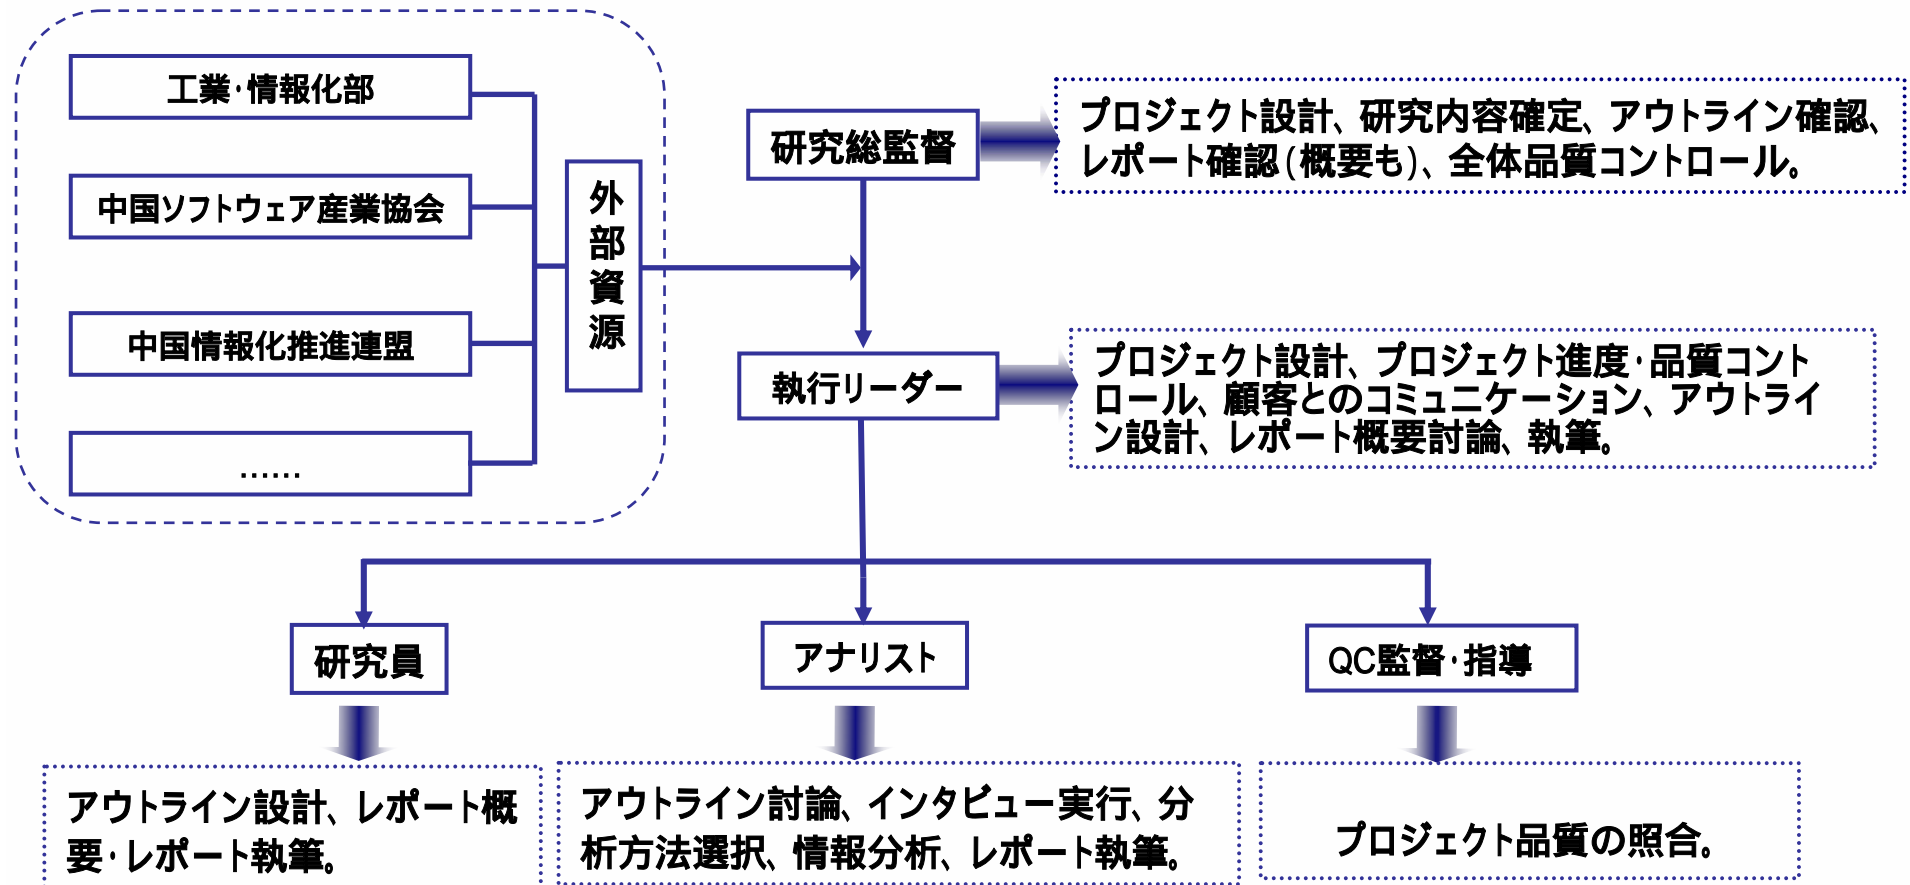 工業・情報化部
中国ソフトウェア産業協会
中国情報化推進連盟
......
外部資源
研究総監督
プロジェクト設計、研究内容確定、アウトライン確認、
レポート確認(概要も)、全体品質コントロール。
執行リーダー
プロジェクト設計、プロジェクト進度・品質コント
ロール、顧客とのコミュニケーション、アウトライ
ン設計、レポート概要討論、執筆。
研究員
アナリスト
QC監督・指導
アウトライン設計、レポート概
要・レポート執筆。
アウトライン討論、インタビュー実行、分
析方法選択、情報分析、レポート執筆。
プロジェクト品質の照合。